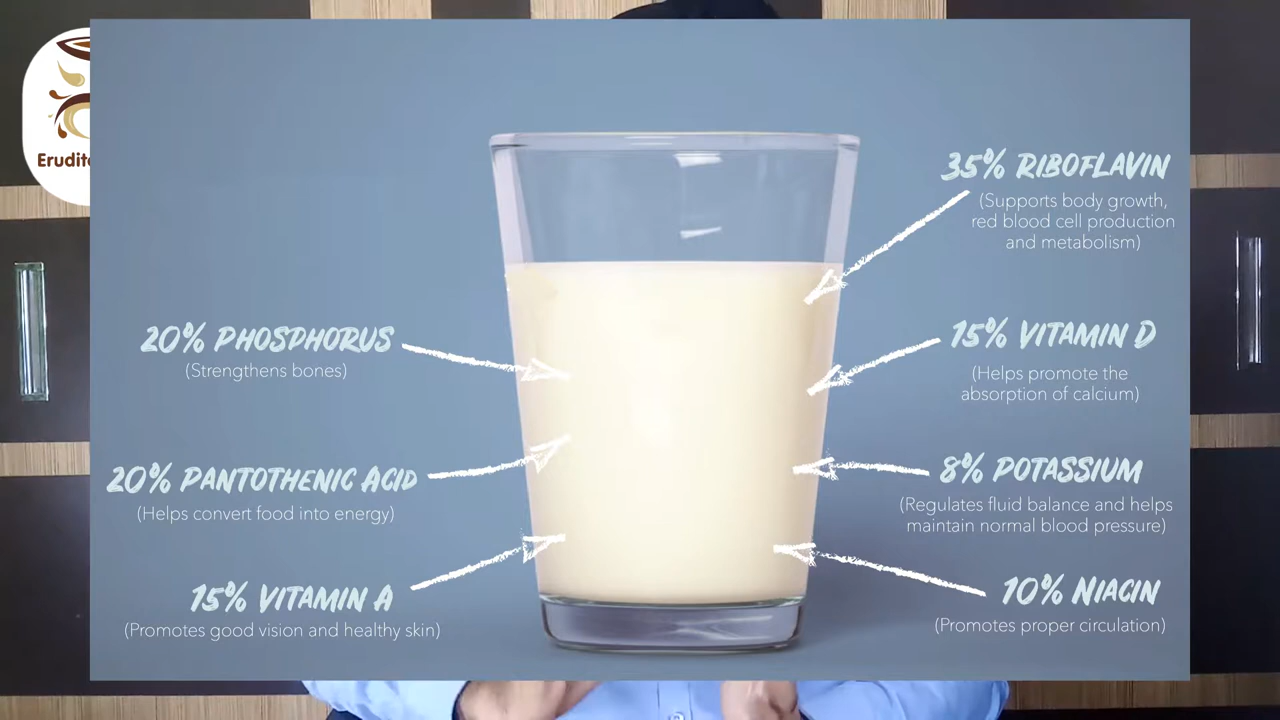 35% RIBOFLAVIN
(Supports body growth,
red blood cell production
and metabolism)
20% PHOSPHORUS
(Strengthens bones)
15% VITAMIN D
(Helps promote the
absorption of calcium)
20% PANTOTHENIC ACID
(Helps convert food into energy)
8% POTASSIUM
(Regulates fluid balance and helps
maintain normal blood pressure)
15% VITAMIN A
(Promotes good vision and healthy skin)
10% NIACIN
(Promotes proper circulation)